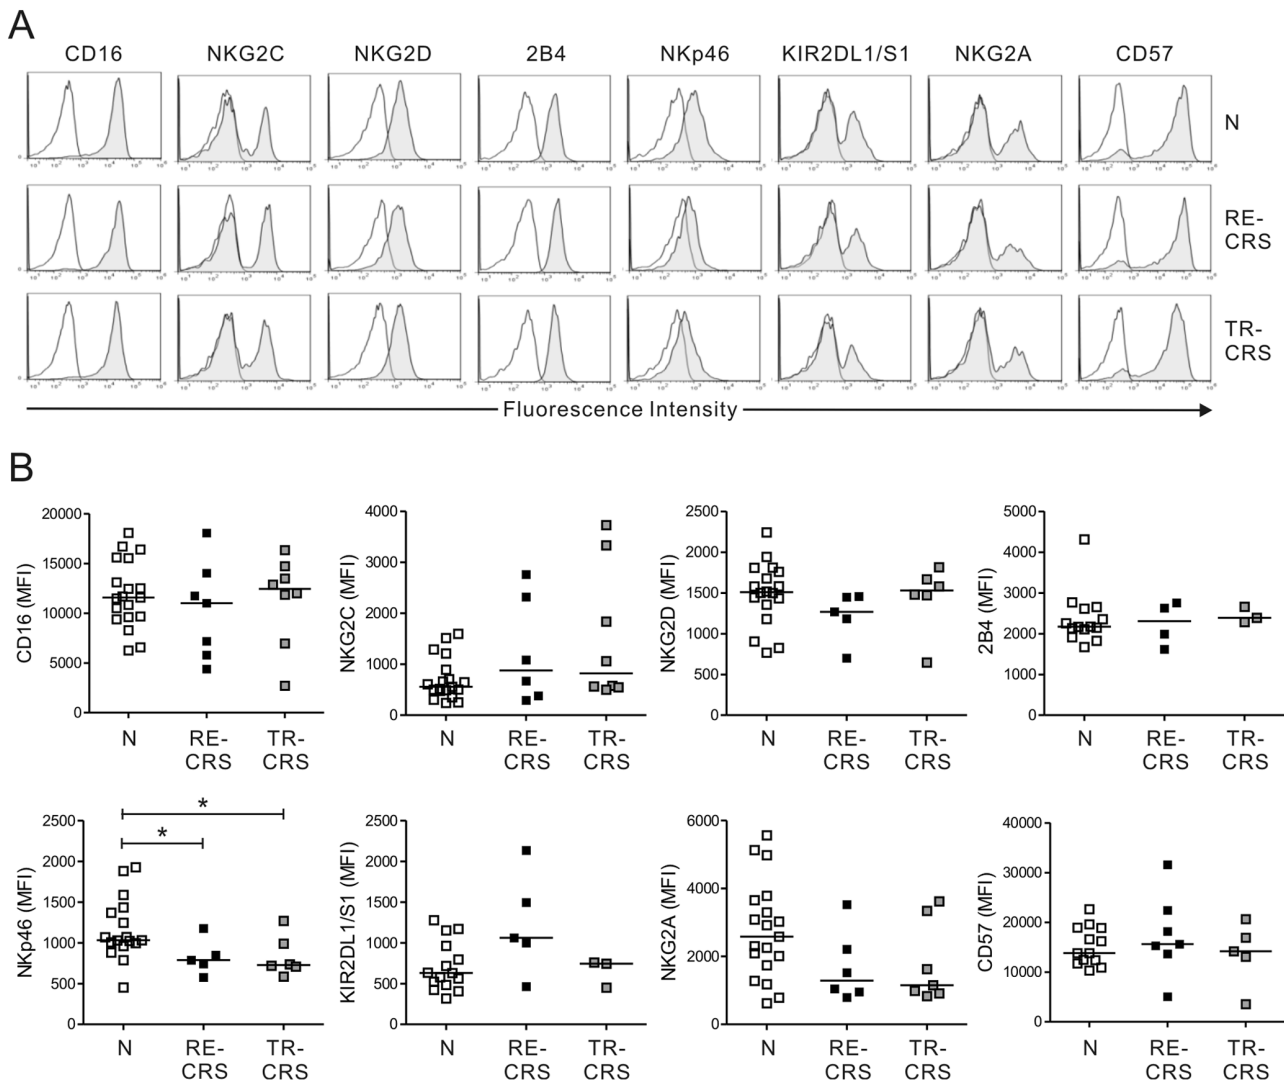 A
CD16 NKG2C NKG2D 2B4 NKp46 KIR2DL1/S1 NKG2A CD57
N
RE-
CRS
TR-
CRS
Fluorescence Intensity
B
CD16 (MFI)
20000
15000
10000
5000
0
N RE-
CRS TR-
CRS
NKG2C (MFI)
4000
3000
2000
1000
0
N RE-
CRS TR-
CRS
NKG2D (MFI)
2500
2000
1500
1000
500
0
N RE-
CRS TR-
CRS
2B4 (MFI)
5000
4000
3000
2000
1000
0
N RE-
CRS TR-
CRS
NKp46 (MFI)
2500
2000
1500
1000
500
0
*
*
N RE-
CRS TR-
CRS
KIR2DL1/S1 (MFI)
2500
2000
1500
1000
500
0
N RE-
CRS TR-
CRS
NKG2A (MFI)
6000
4000
2000
0
N RE-
CRS TR-
CRS
CD57 (MFI)
40000
30000
20000
10000
0
N RE-
CRS TR-
CRS